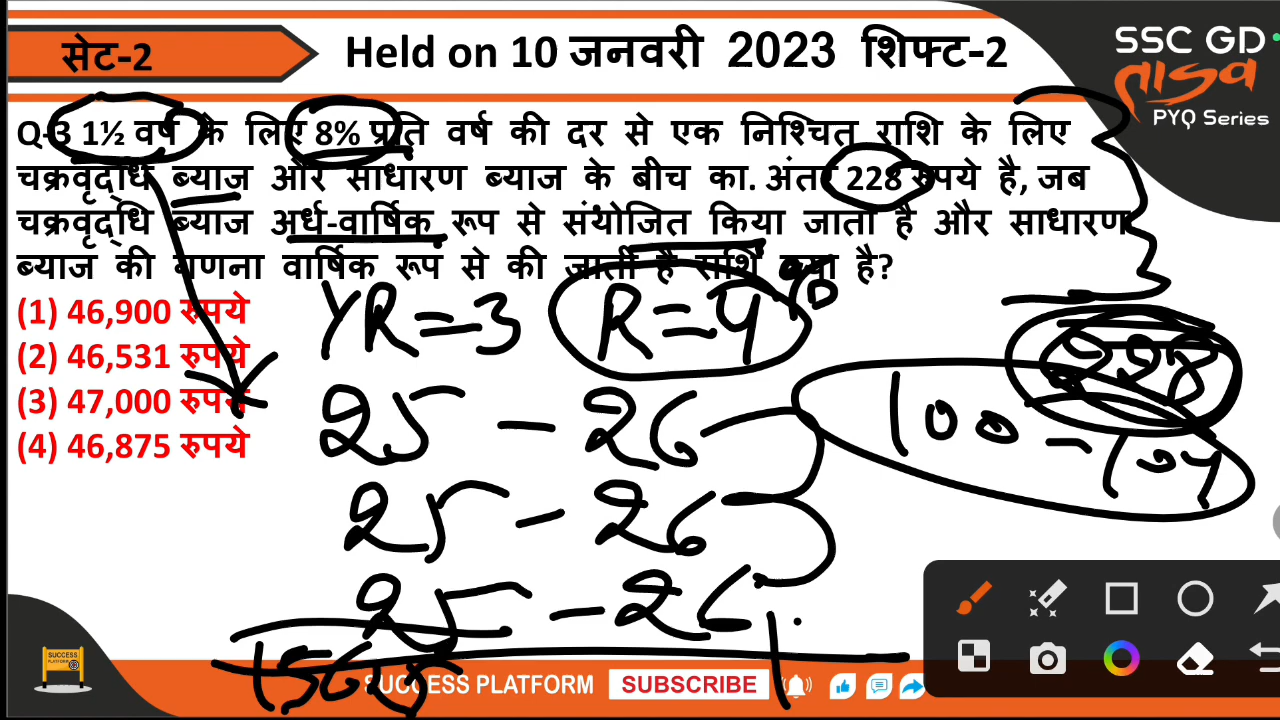 सेट-2
Held on 10 जनवरी 2023 शिफ्ट-2
SSC GD
PYQ Series
Q-3 1½ वर्ष के लिए 8% प्रति वर्ष की दर से एक निश्चित राशि के लिए
चक्रवृद्धि ब्याज और साधारण ब्याज के बीच का. अंतर 228 रुपये है, जब
चक्रवृद्धि ब्याज अर्ध-वार्षिक रूप से संयोजित किया जाता है और साधारण
ब्याज की गणना वार्षिक रूप से की जाती है राशि क्या है?
(1) 46,900 रुपये
(2) 46,531 रुपये
(3) 47,000 रुपये
(4) 46,875 रुपये
YR=3 R=4%
228
25 - 26
100 - 104
25 - 26
25 - 26
SUCCESS PLATFORM
SUCCESS PLATFORM
SUBSCRIBE